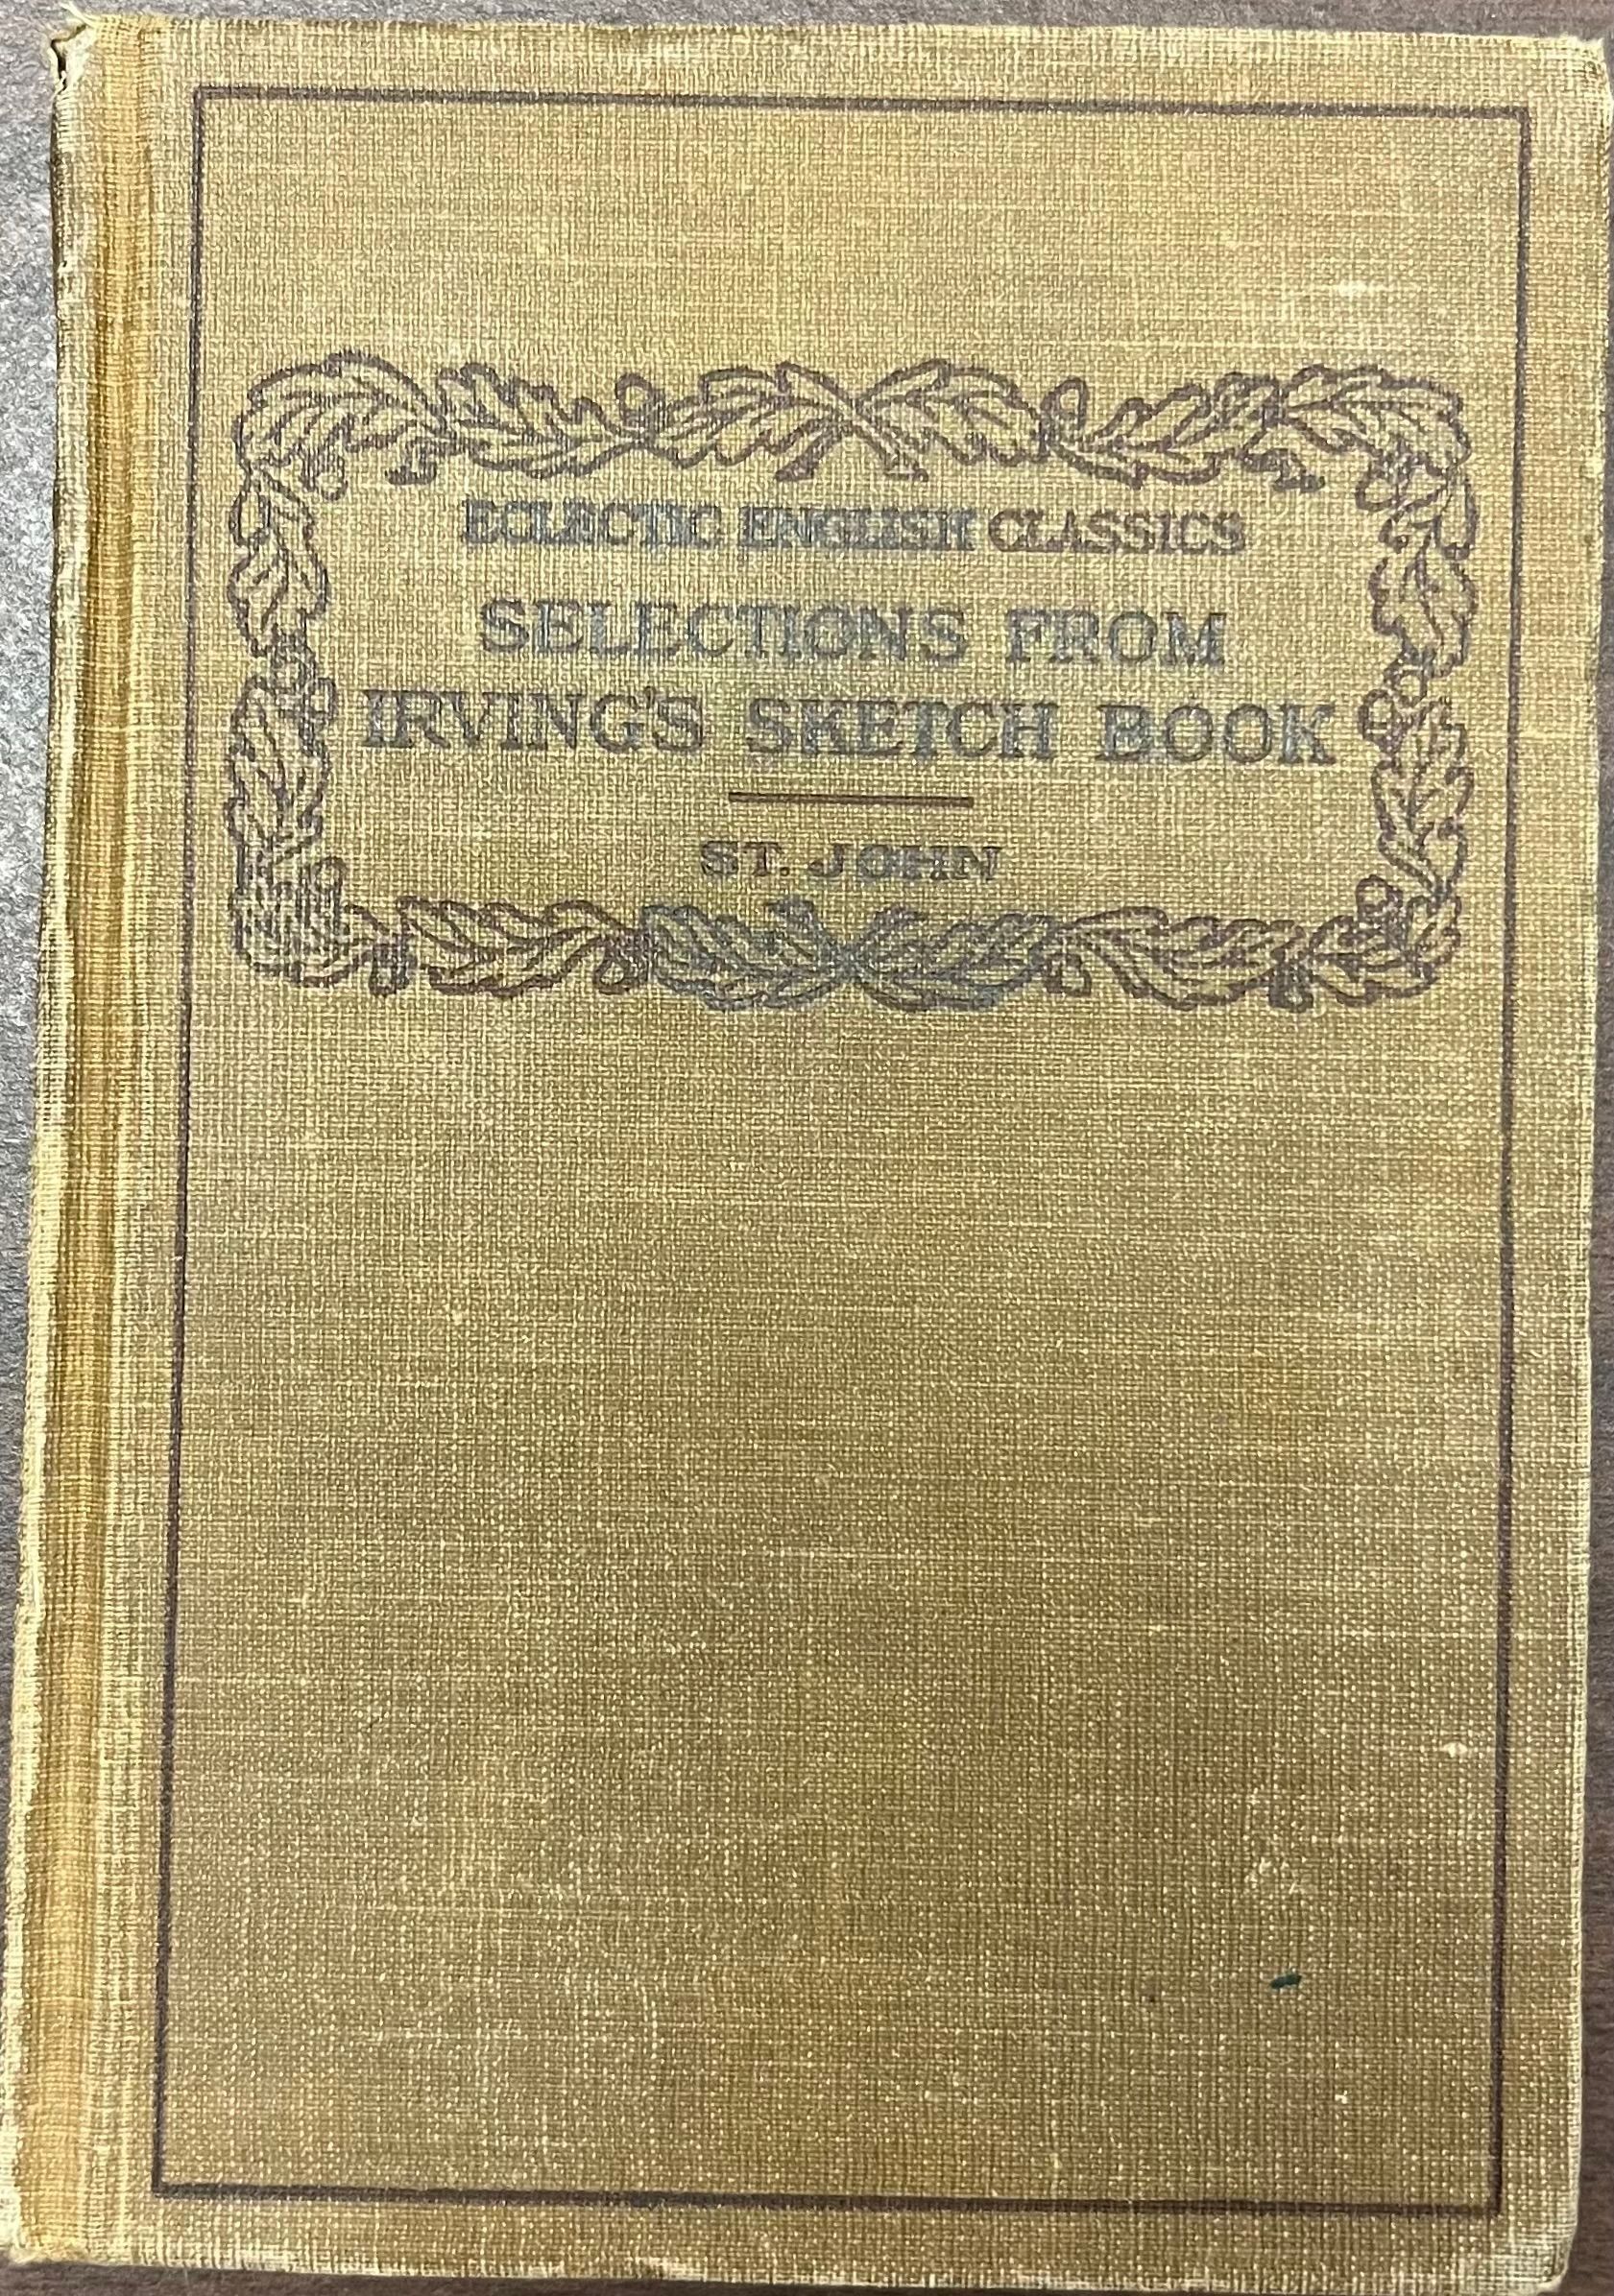 ECLECTIC ENGLISH CLASSICS
SELECTIONS FROM
IRVING'S SKETCH BOOK
ST. JOHN